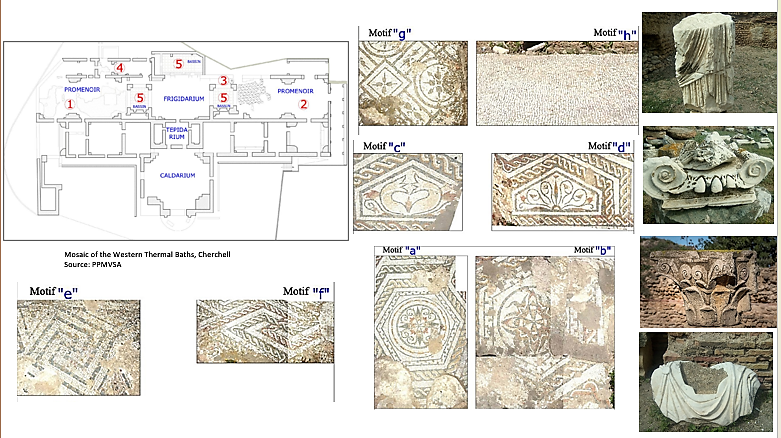 Motif "g"
Motif "h"
4
5
BASSIN
3
PROMENOIR
1
5
BASSIN
FRIGIDARIUM
5
BASSIN
PROMENOIR
2
TEPIDA
RIUM
CALDARIUM
Motif "c"
Motif "d"
Mosaic of the Western Thermal Baths, Cherchell
Source: PPMVSA
Motif "a"
Motif "b"
Motif "e"
Motif "f"